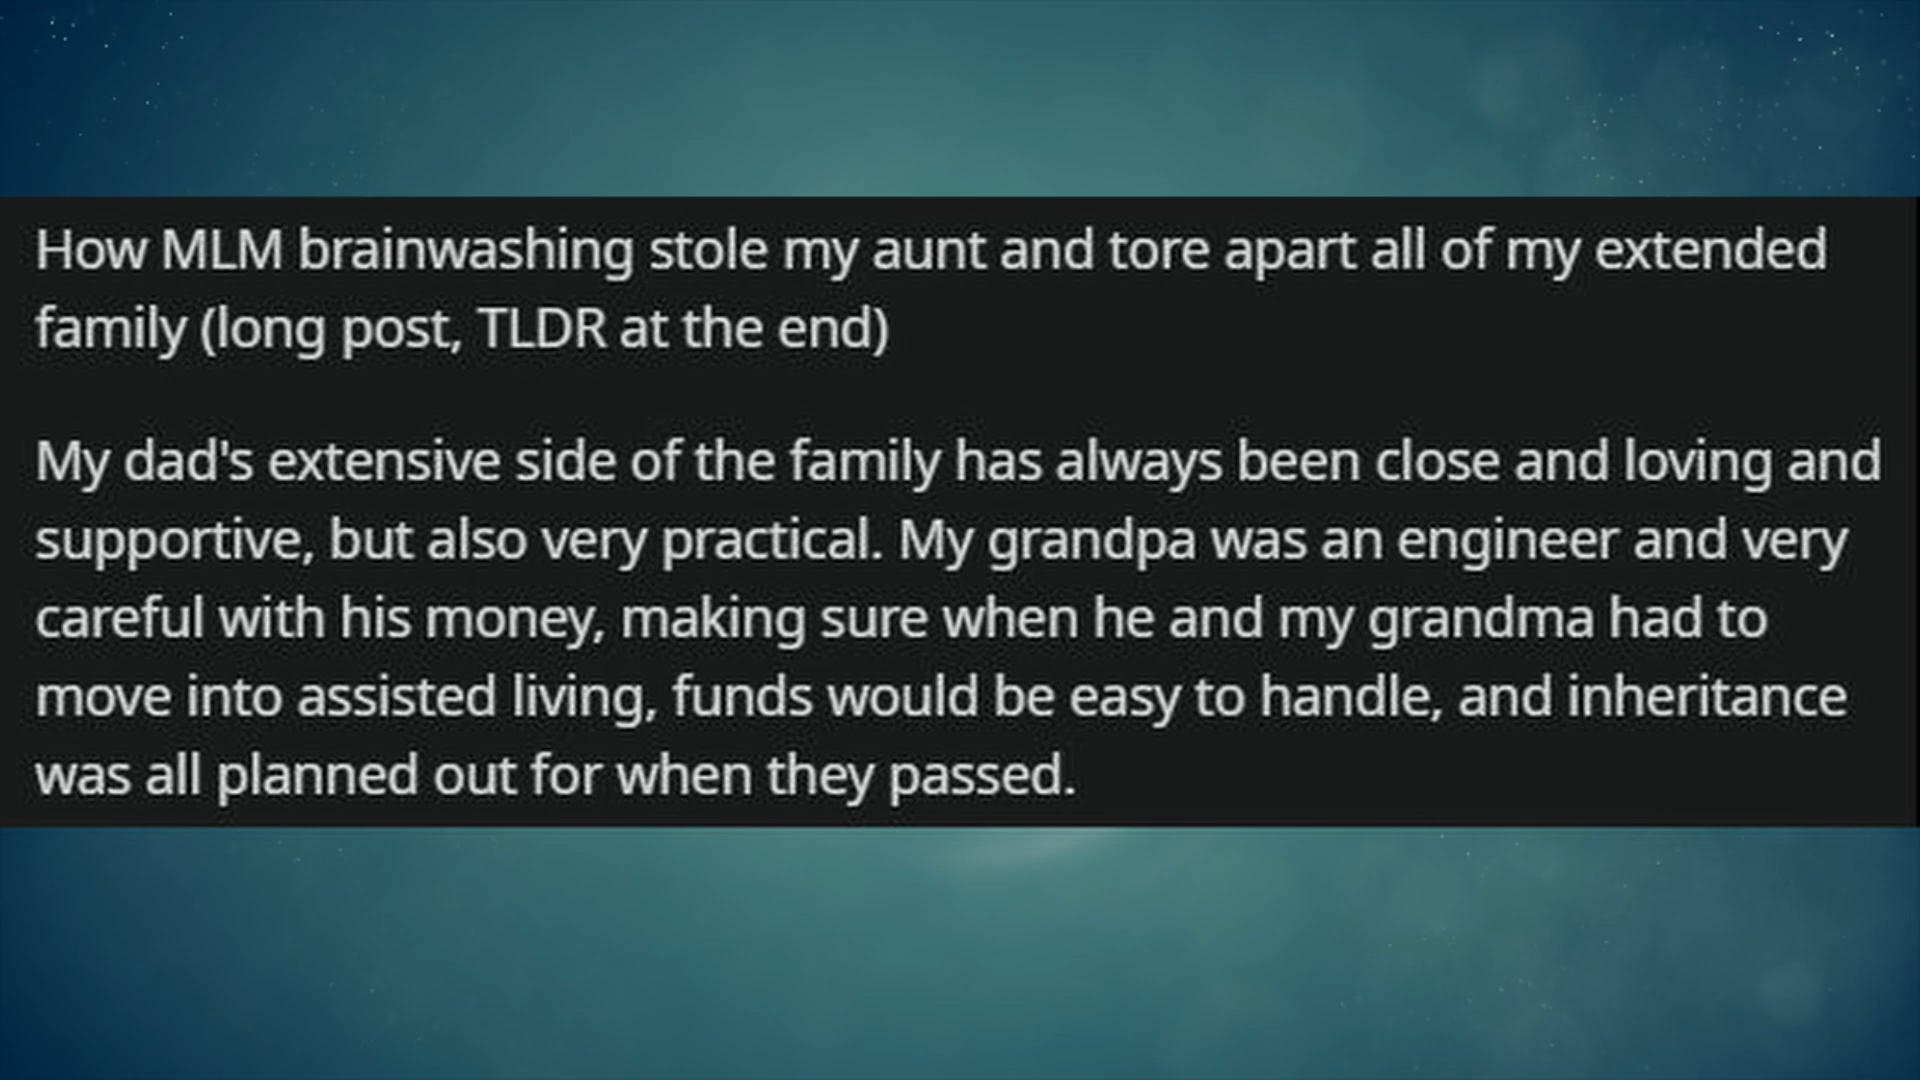 How MLM brainwashing stole my aunt and tore apart all of my extended
family (long post, TLDR at the end)
My dad's extensive side of the family has always been close and loving and
supportive, but also very practical. My grandpa was an engineer and very
careful with his money, making sure when he and my grandma had to
move into assisted living, funds would be easy to handle, and inheritance
was all planned out for when they passed.